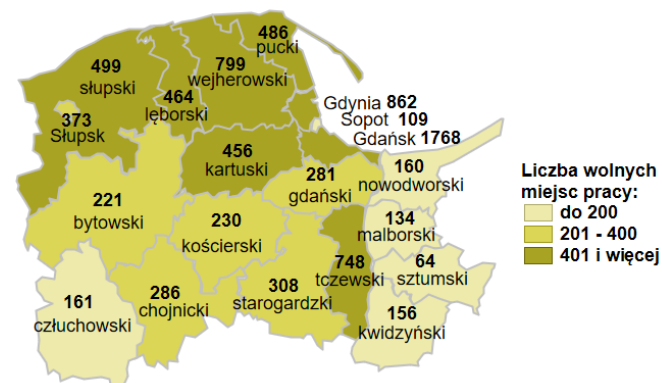 486
pucki
499
słupski
799
wejherowski
464
lęborski
373
Słupsk
Gdynia 862
Sopot 109
Gdańsk 1768
456
kartuski
281
gdański
160
nowodworski
221
bytowski
230
kościerski
134
malborski
748
tczewski
64
sztumski
308
starogardzki
286
chojnicki
161
człuchowski
156
kwidzyński
Liczba wolnych
miejsc pracy:
do 200
201 - 400
401 i więcej